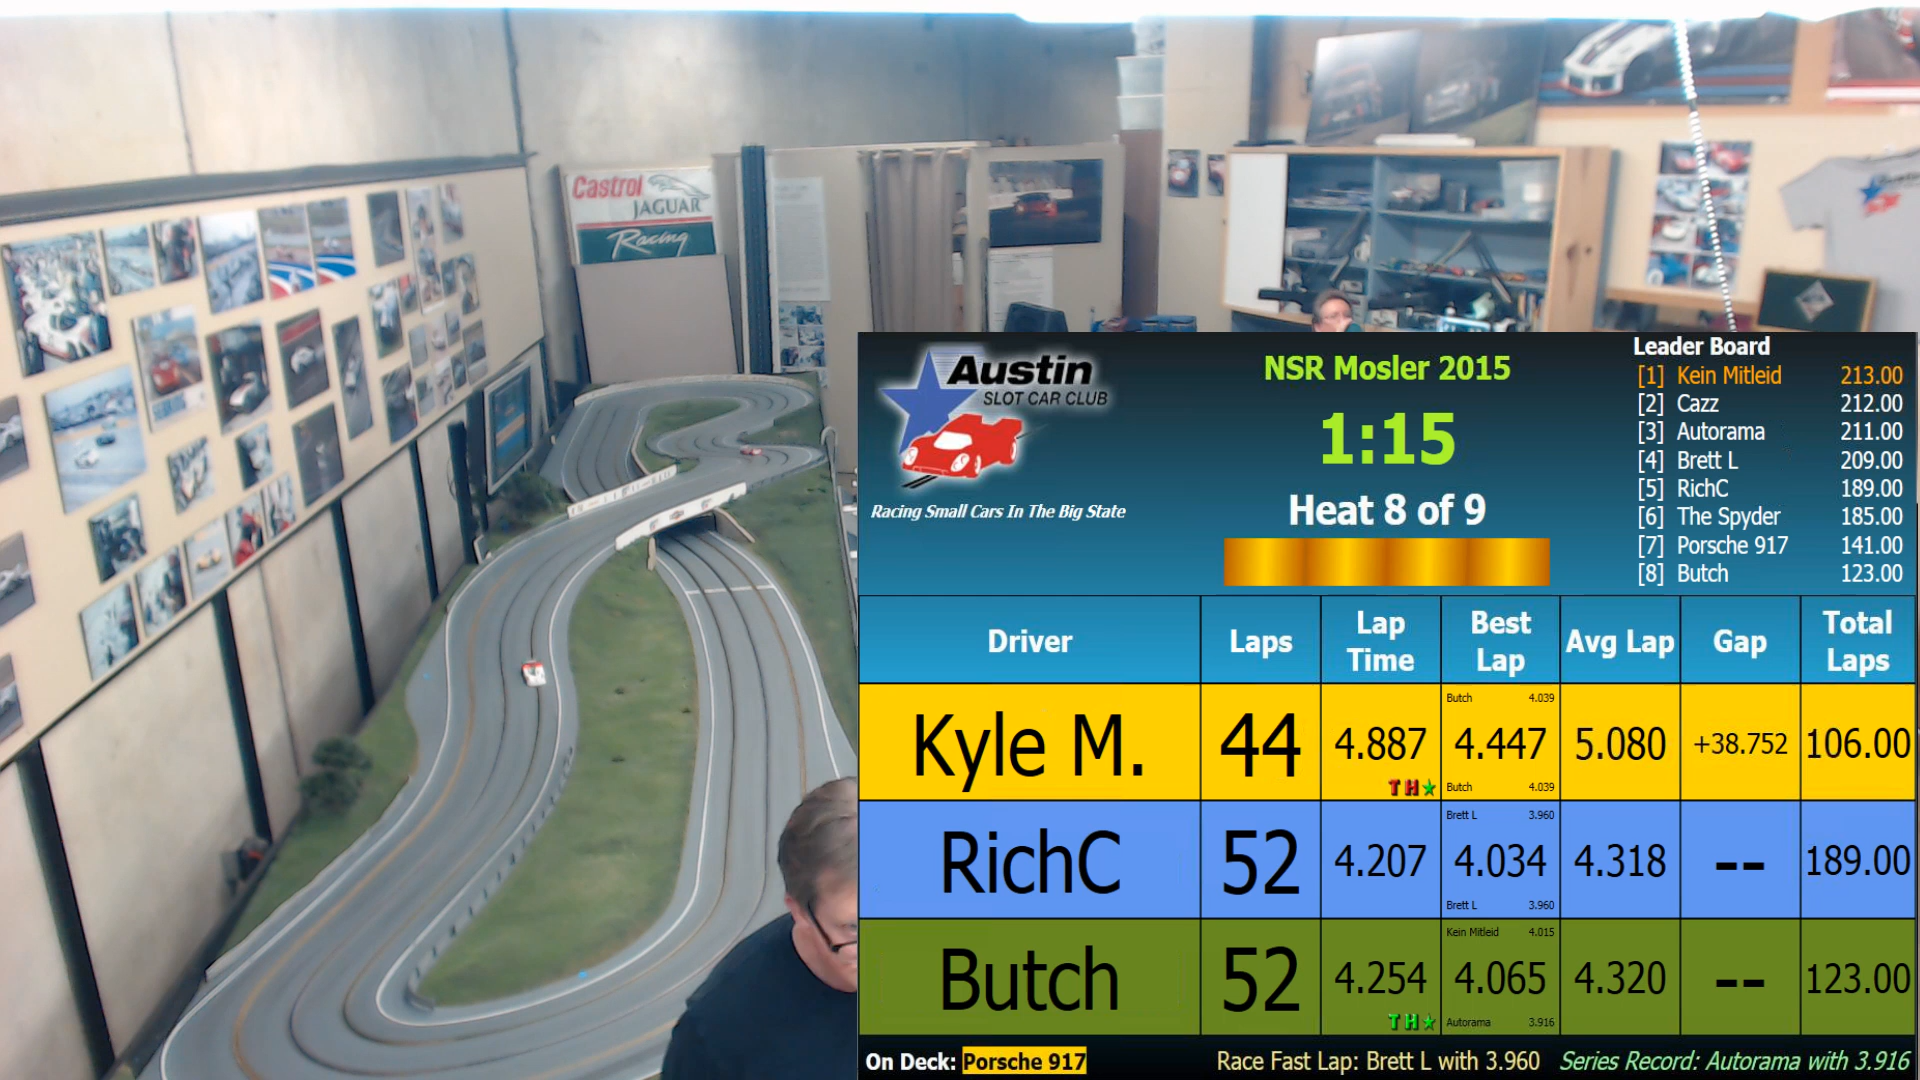 Castrol
JAGUAR
Racing
Austin
Austin
SLOT CAR CLUB
Racing Small Cars In The Big State
NSR Mosler 2015
1:15
Heat 8 of 9
Leader Board
[1] Kein Mitleid 213.00
[2] Cazz 212.00
[3] Autorama 211.00
[4] Brett L 209.00
[5] RichC 189.00
[6] The Spyder 185.00
[7] Porsche 917 141.00
[8] Butch 123.00
Driver Laps Lap Time Best Lap Avg Lap Gap Total Laps
Butch 4.039
Kyle M. 44 4.887 4.447 5.080 +38.752 106.00
T H ★ Butch 4.039
Brett L 3.960
RichC 52 4.207 4.034 4.318 -- 189.00
Brett L 3.960
Kein Mitleid 4.015
Butch 52 4.254 4.065 4.320 -- 123.00
T H ★ Autorama 3.916
On Deck: Porsche 917 Race Fast Lap: Brett L with 3.960 Series Record: Autorama with 3.916